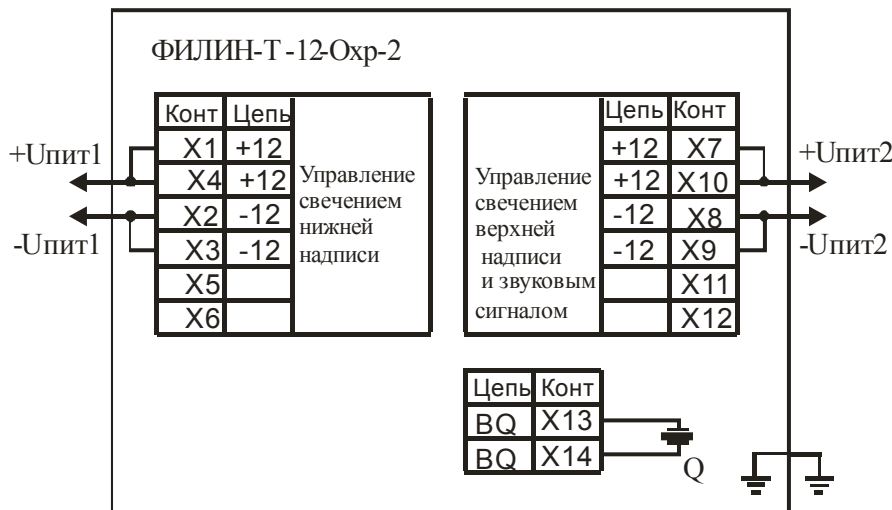 ФИЛИН-Т -12-Охр-2
Конт Цепь
X1 +12
X4 +12
X2 -12
X3 -12
X5
X6
Управление
свечением
нижней
надписи
+Uпит1
-Uпит1
Цепь Конт
+12 X7
+12 X10
-12 X8
-12 X9
X11
X12
Управление
свечением
верхней
надписи
и звуковым
сигналом
+Uпит2
-Uпит2
Цепь Конт
BQ X13
BQ X14
Q